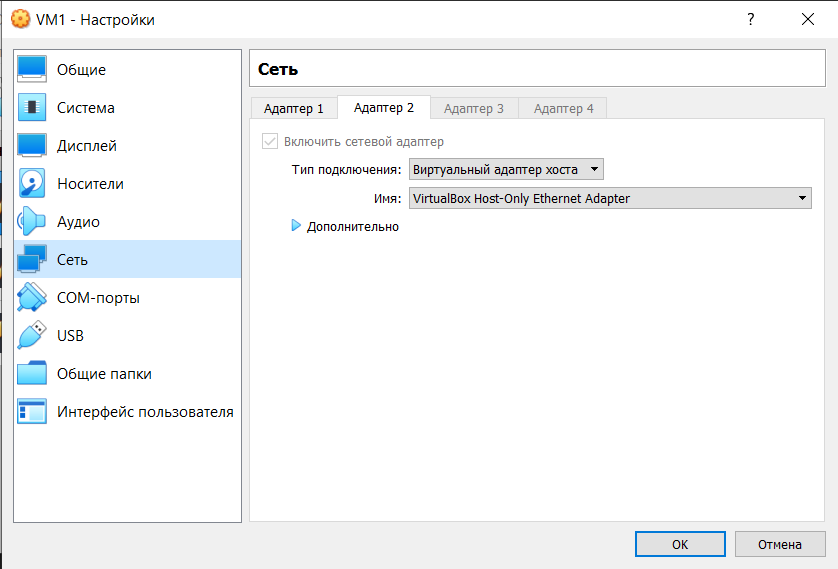 VM1 - Настройки
?
Общие
Система
Дисплей
Носители
Аудио
Сеть
COM-порты
USB
Общие папки
Интерфейс пользователя
Сеть
Адаптер 1 Адаптер 2 Адаптер 3 Адаптер 4
Включить сетевой адаптер
Тип подключения: Виртуальный адаптер хоста
Имя: VirtualBox Host-Only Ethernet Adapter
Дополнительно
OK Отмена